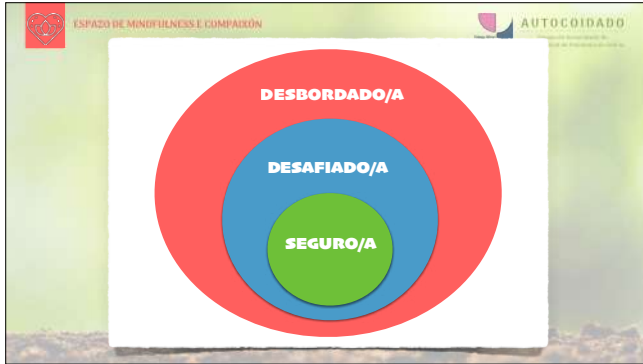 ESPAZO DE MINDFULNESS E COMPAIXÓN
AUTOCOIDADO
DESBORDADO/A
DESAFIADO/A
SEGURO/A